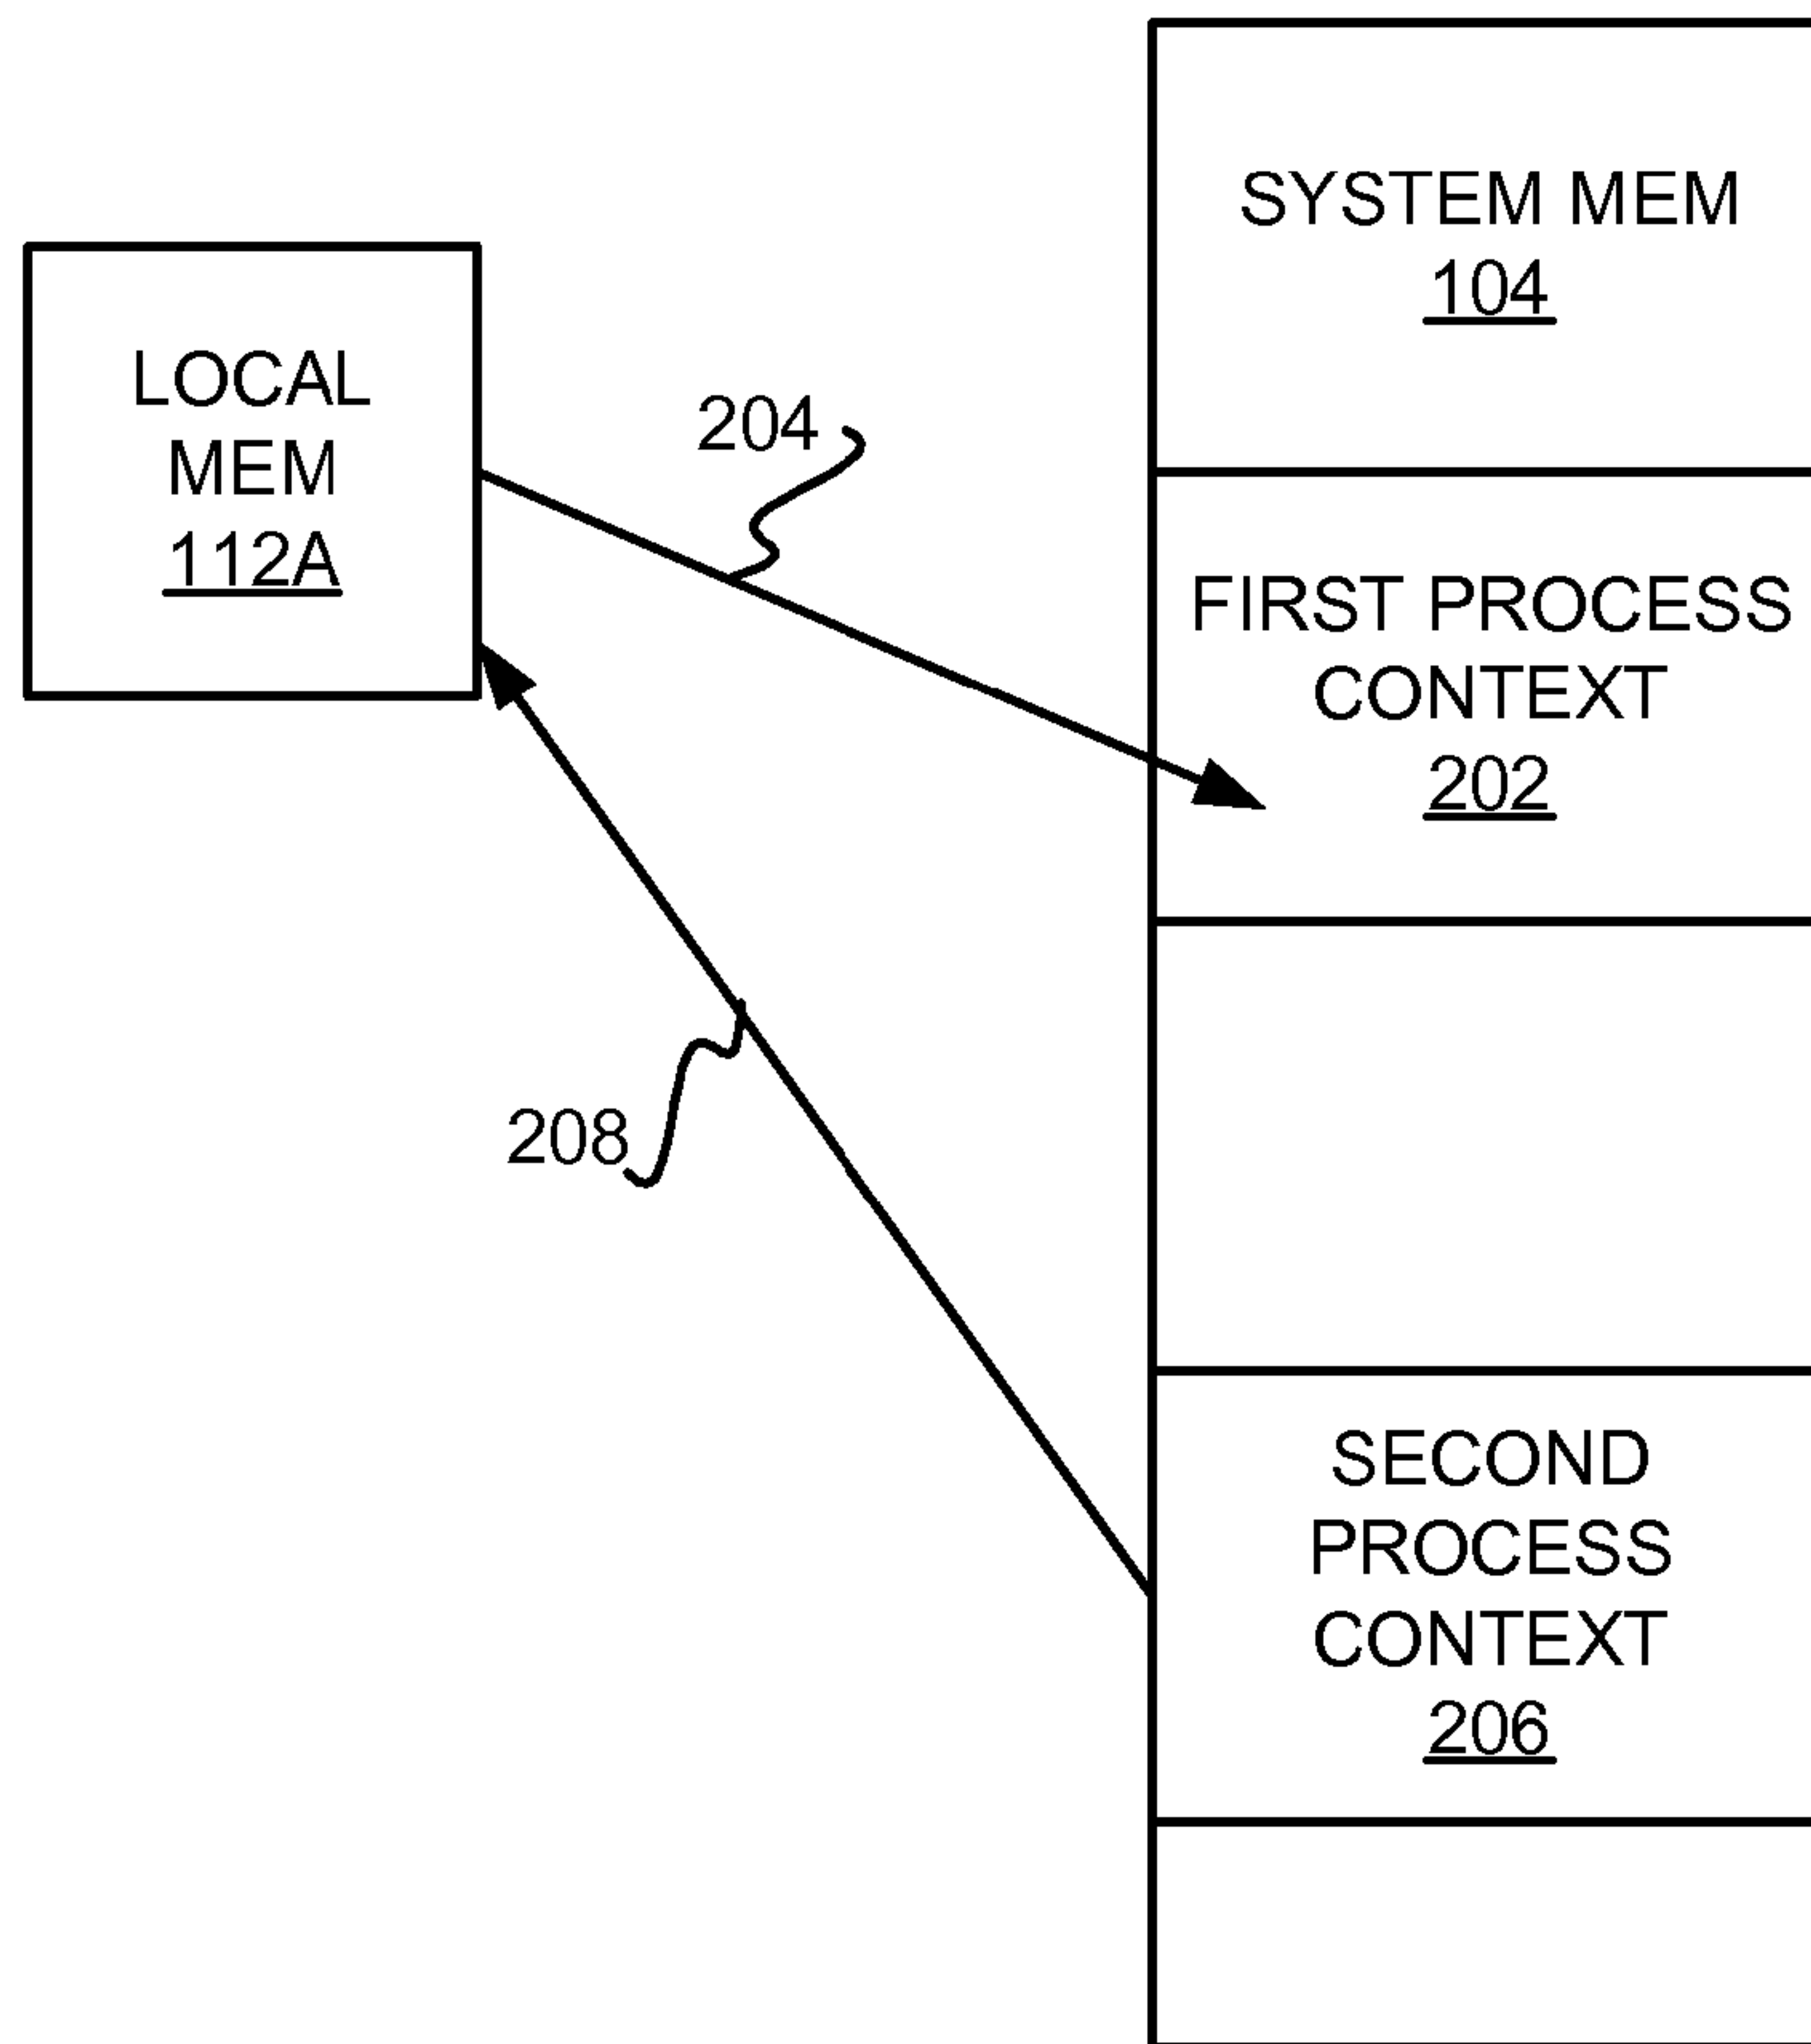 SYSTEM MEM
104
LOCAL
MEM
112A
204
FIRST PROCESS
CONTEXT
202
208
SECOND
PROCESS
CONTEXT
206